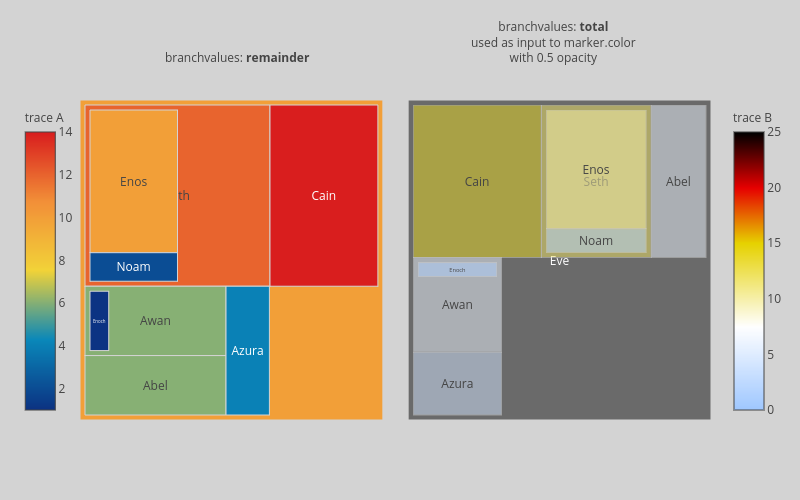 branchvalues: remainder
branchvalues: total
used as input to marker.color
with 0.5 opacity
trace A
14
12
10
8
6
4
2
Enos
th
Cain
Noam
Enoch
Awan
Azura
Abel
Cain
Enos
Seth
Abel
Noam
Eve
Enoch
Awan
Azura
trace B
25
20
15
10
5
0